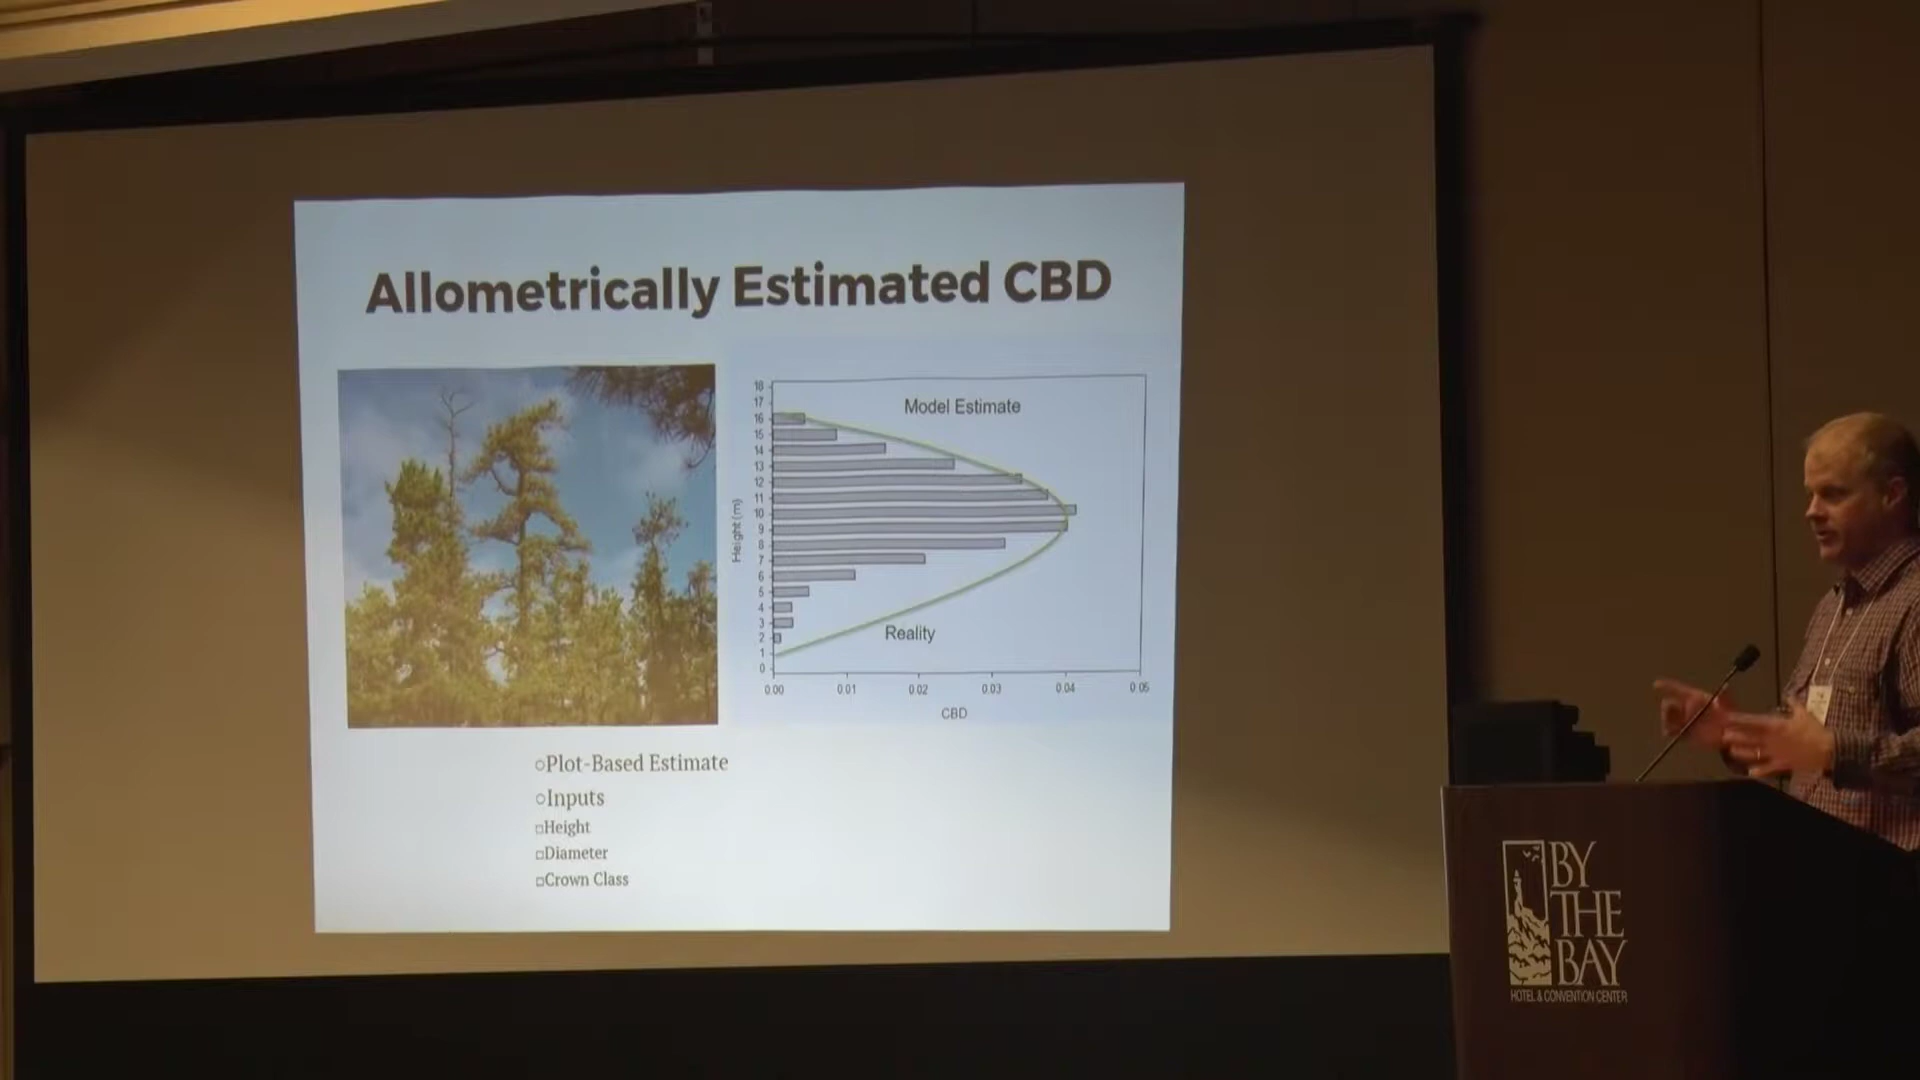 Allometrically Estimated CBD
Model Estimate
Reality
Height (m)
18
17
16
15
14
13
12
11
10
9
8
7
6
5
4
3
2
1
0
0.00 0.01 0.02 0.03 0.04 0.05
CBD
○Plot-Based Estimate
○Inputs
□Height
□Diameter
□Crown Class
BY
THE
BAY
HOTEL & CONVENTION CENTER